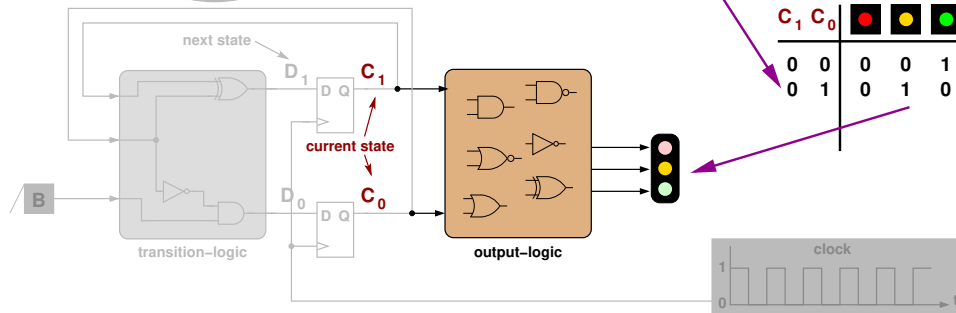 C1 C0
0 0 0 0 1
0 1 0 1 0
next state
D1
D Q
C1
current state
B
D0
D Q
C0
transition-logic
output-logic
clock
1
0
t